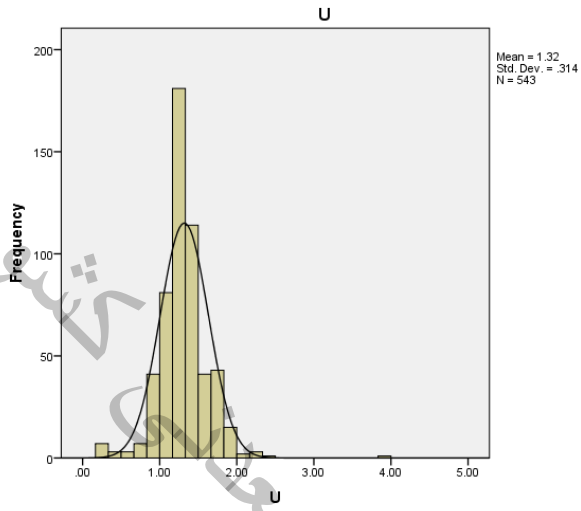 U
Mean = 1.32
Std. Dev. = .314
N = 543
200
150
100
50
0
Frequency
.00 1.00 2.00 3.00 4.00 5.00
U